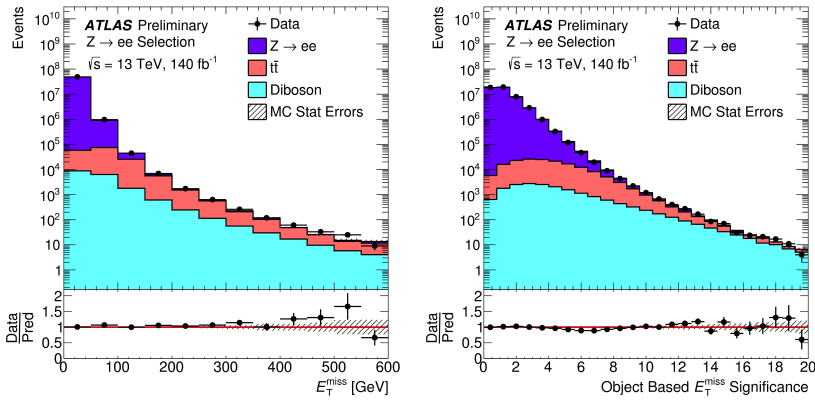 Events
10¹⁰
10⁹
10⁸
10⁷
10⁶
10⁵
10⁴
10³
10²
10
1
ATLAS Preliminary
Z → ee Selection
√s = 13 TeV, 140 fb⁻¹
Data
Z → ee
tt̄
Diboson
MC Stat Errors
Data
Pred
2
1.5
1
0.5
0
0 100 200 300 400 500 600
E_T^miss [GeV]
Events
10¹⁰
10⁹
10⁸
10⁷
10⁶
10⁵
10⁴
10³
10²
10
1
ATLAS Preliminary
Z → ee Selection
√s = 13 TeV, 140 fb⁻¹
Data
Z → ee
tt̄
Diboson
MC Stat Errors
Data
Pred
2
1.5
1
0.5
0
0 2 4 6 8 10 12 14 16 18 20
Object Based E_T^miss Significance